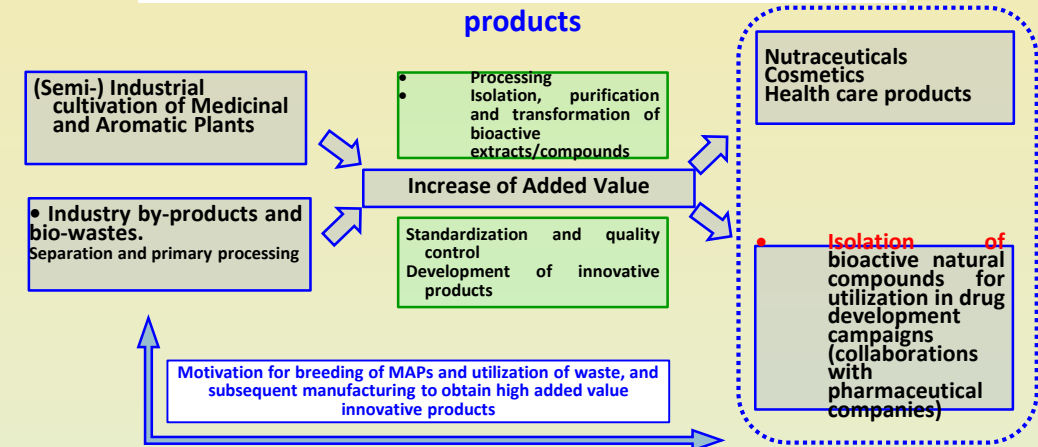 products
(Semi-) Industrial
cultivation of Medicinal
and Aromatic Plants
• Industry by-products and
bio-wastes.
Separation and primary processing
• Processing
• Isolation, purification
and transformation of
bioactive
extracts/compounds
Increase of Added Value
Standardization and quality
control
Development of innovative
products
Nutraceuticals
Cosmetics
Health care products
• Isolation of
bioactive natural
compounds for
utilization in drug
development
campaigns
(collaborations
with
pharmaceutical
companies)
Motivation for breeding of MAPs and utilization of waste, and
subsequent manufacturing to obtain high added value
innovative products